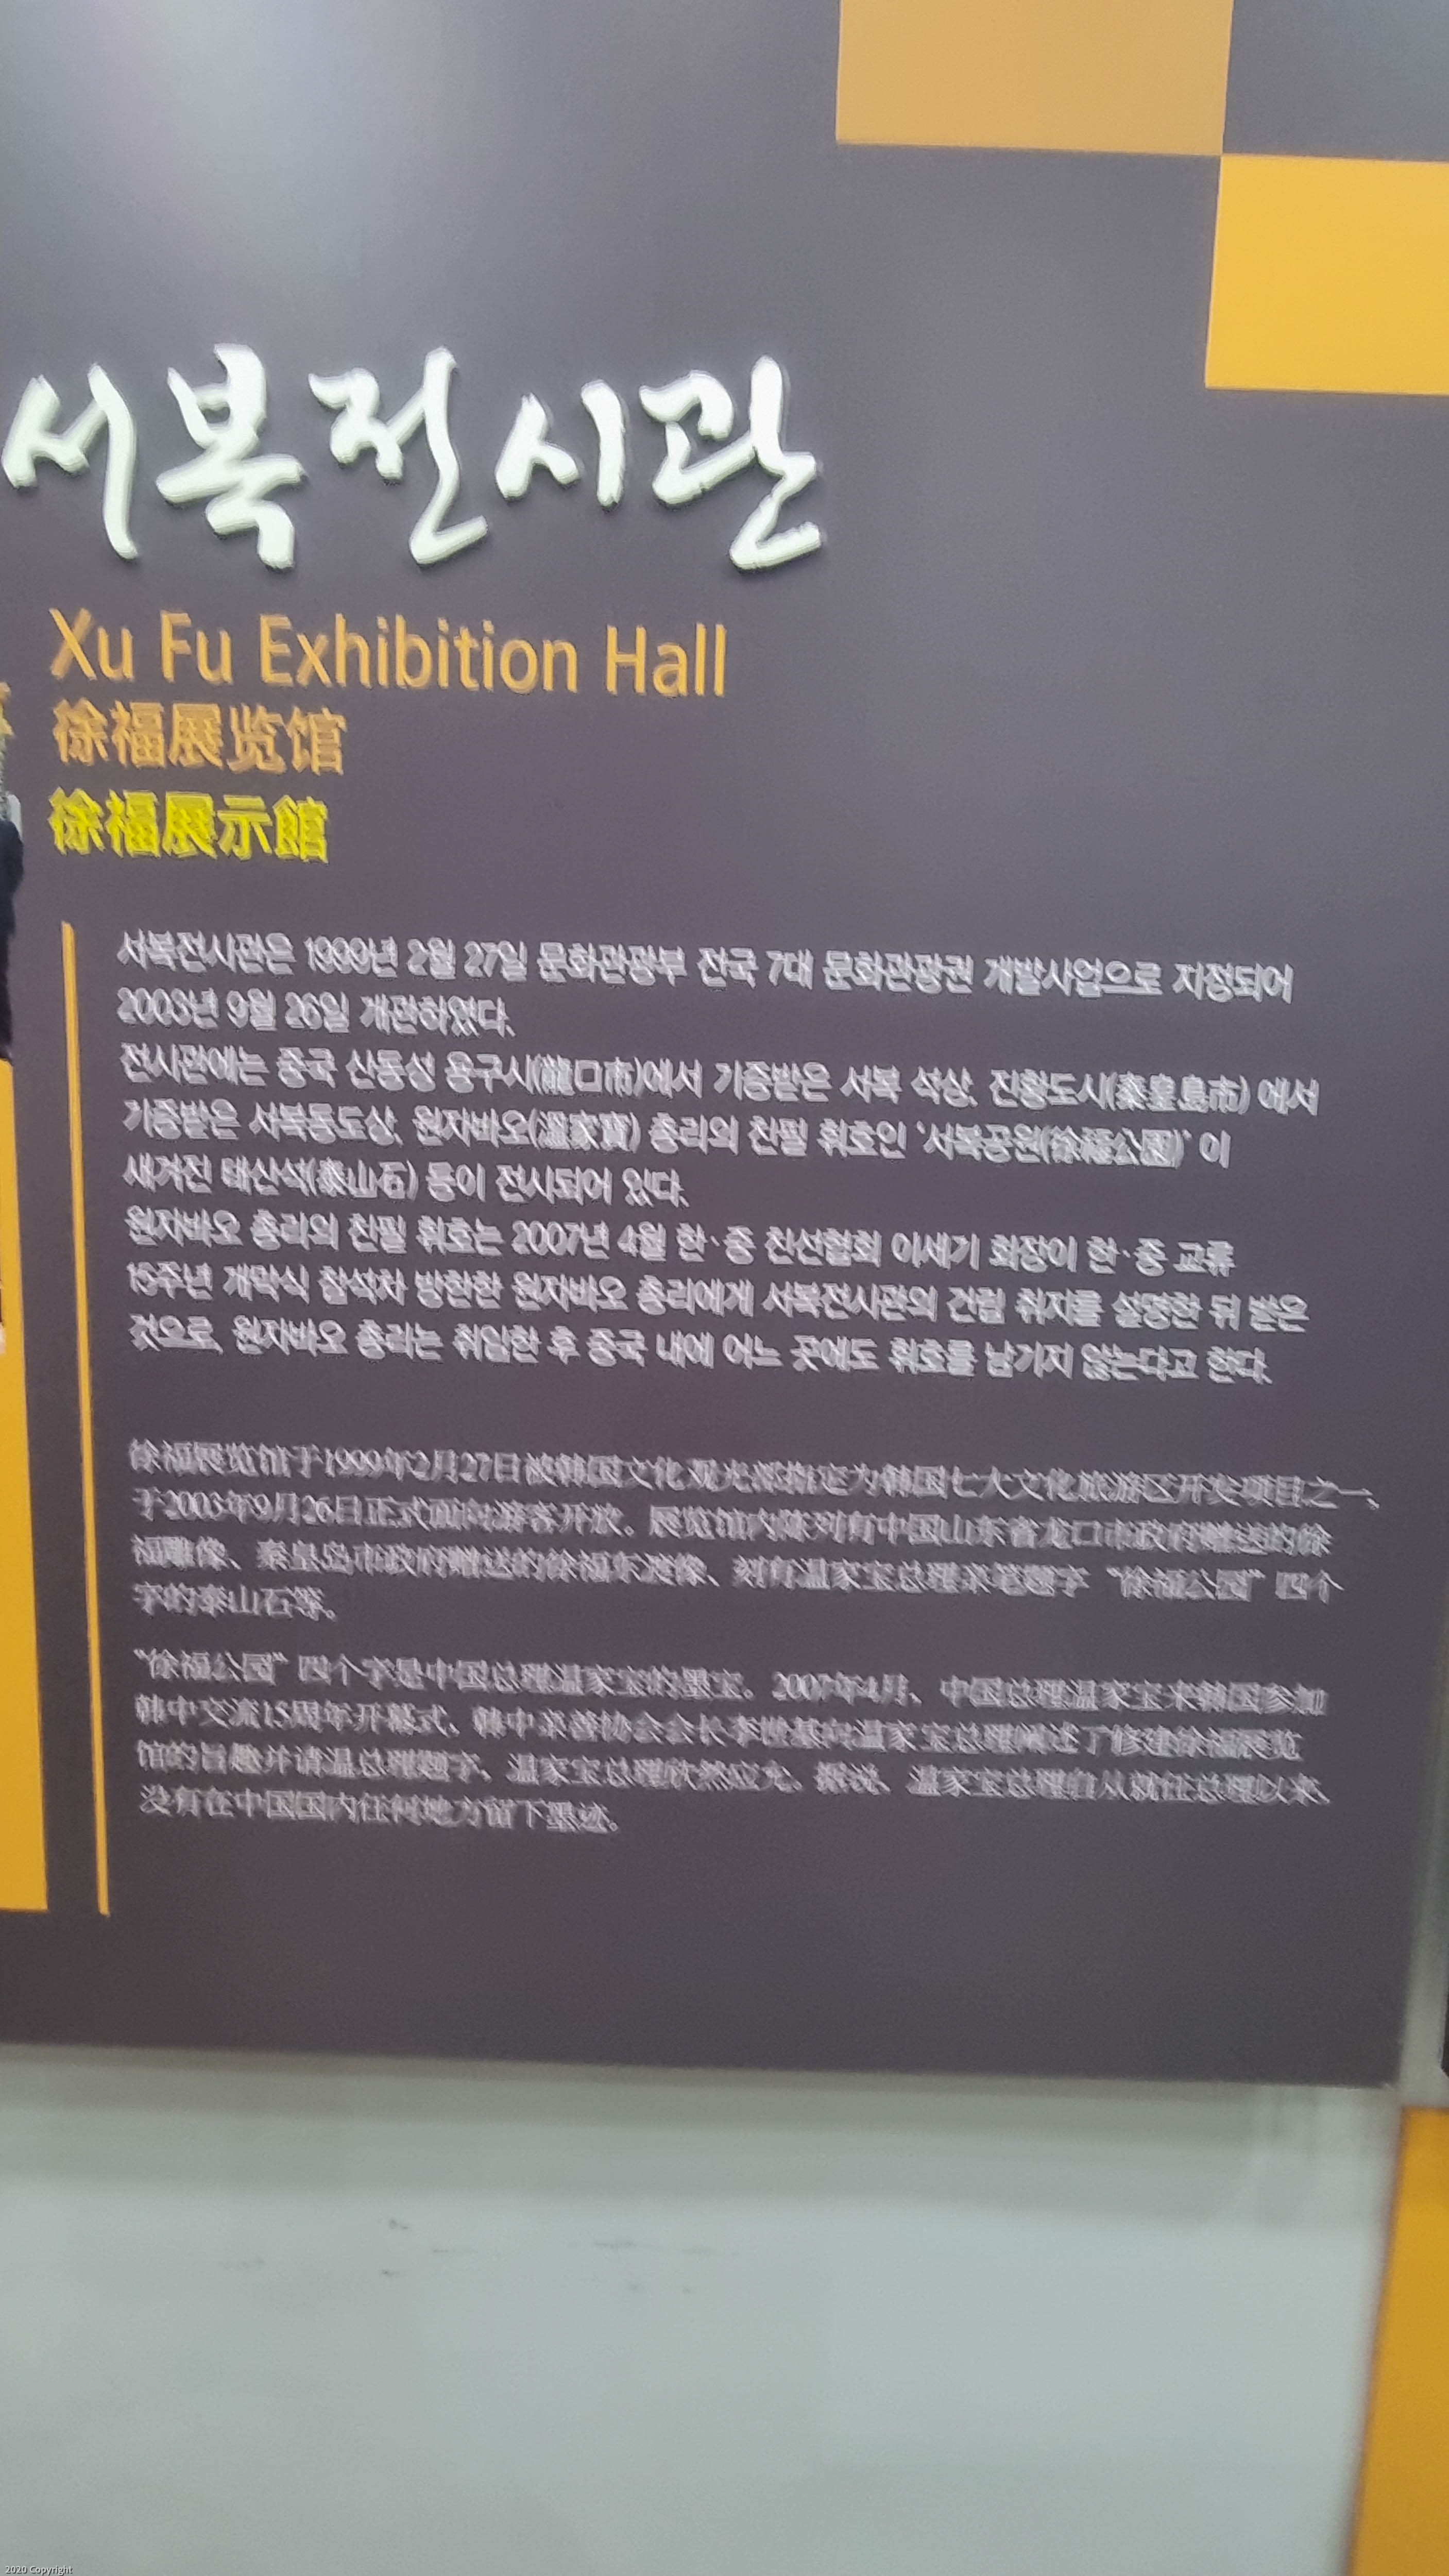 서복전시관
Xu Fu Exhibition Hall
徐福展览馆
徐福展示館
서복전시관은 1999년 2월 27일 문화관광부 전국 7대 문화관광권 개발사업으로 지정되어
2003년 9월 26일 개관하였다.
전시관에는 중국 산동성 용구시(龍口市)에서 기증받은 서복 석상, 진황도시(秦皇島市) 에서
기증받은 서복동도상, 원자바오(溫家寶) 총리의 친필 휘호인 '서복공원(徐福公園)' 이
새겨진 태산석(泰山石) 등이 전시되어 있다.
원자바오 총리의 친필 휘호는 2007년 4월 한·중 친선협회 이세기 회장이 한·중 교류
15주년 개막식 참석차 방한한 원자바오 총리에게 서복전시관의 건립 취지를 설명한 뒤 받은
것으로, 원자바오 총리는 취임한 후 중국 내에 어느 곳에도 휘호를 남기지 않는다고 한다.
徐福展览馆于1999年2月27日被韩国文化观光部指定为韩国七大文化旅游区开发项目之一、
于2003年9月26日正式面向游客开放。展览馆内陈列有中国山东省龙口市政府赠送的徐
福雕像、秦皇岛市政府赠送的徐福东渡像、刻有温家宝总理亲笔题字 “徐福公园” 四个
字的泰山石等。
“徐福公园” 四个字是中国总理温家宝的墨宝。2007年4月、中国总理温家宝来韩国参加
韩中交流15周年开幕式、韩中亲善协会会长李世基向温家宝总理阐述了修建徐福展览
馆的旨趣并请温总理题字、温家宝总理欣然应允。据说、温家宝总理自从就任总理以来、
没有在中国国内任何地方留下墨迹。
2020 Copyright